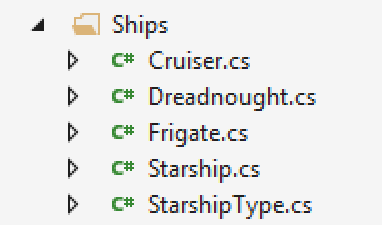 Ships
C# Cruiser.cs
C# Dreadnought.cs
C# Frigate.cs
C# Starship.cs
C# StarshipType.cs